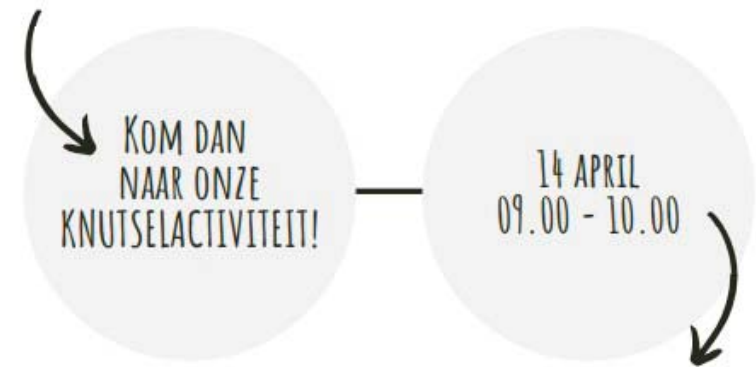 KOM DAN
NAAR ONZE
KNUTSELACTIVITEIT!
14 APRIL
09.00 - 10.00